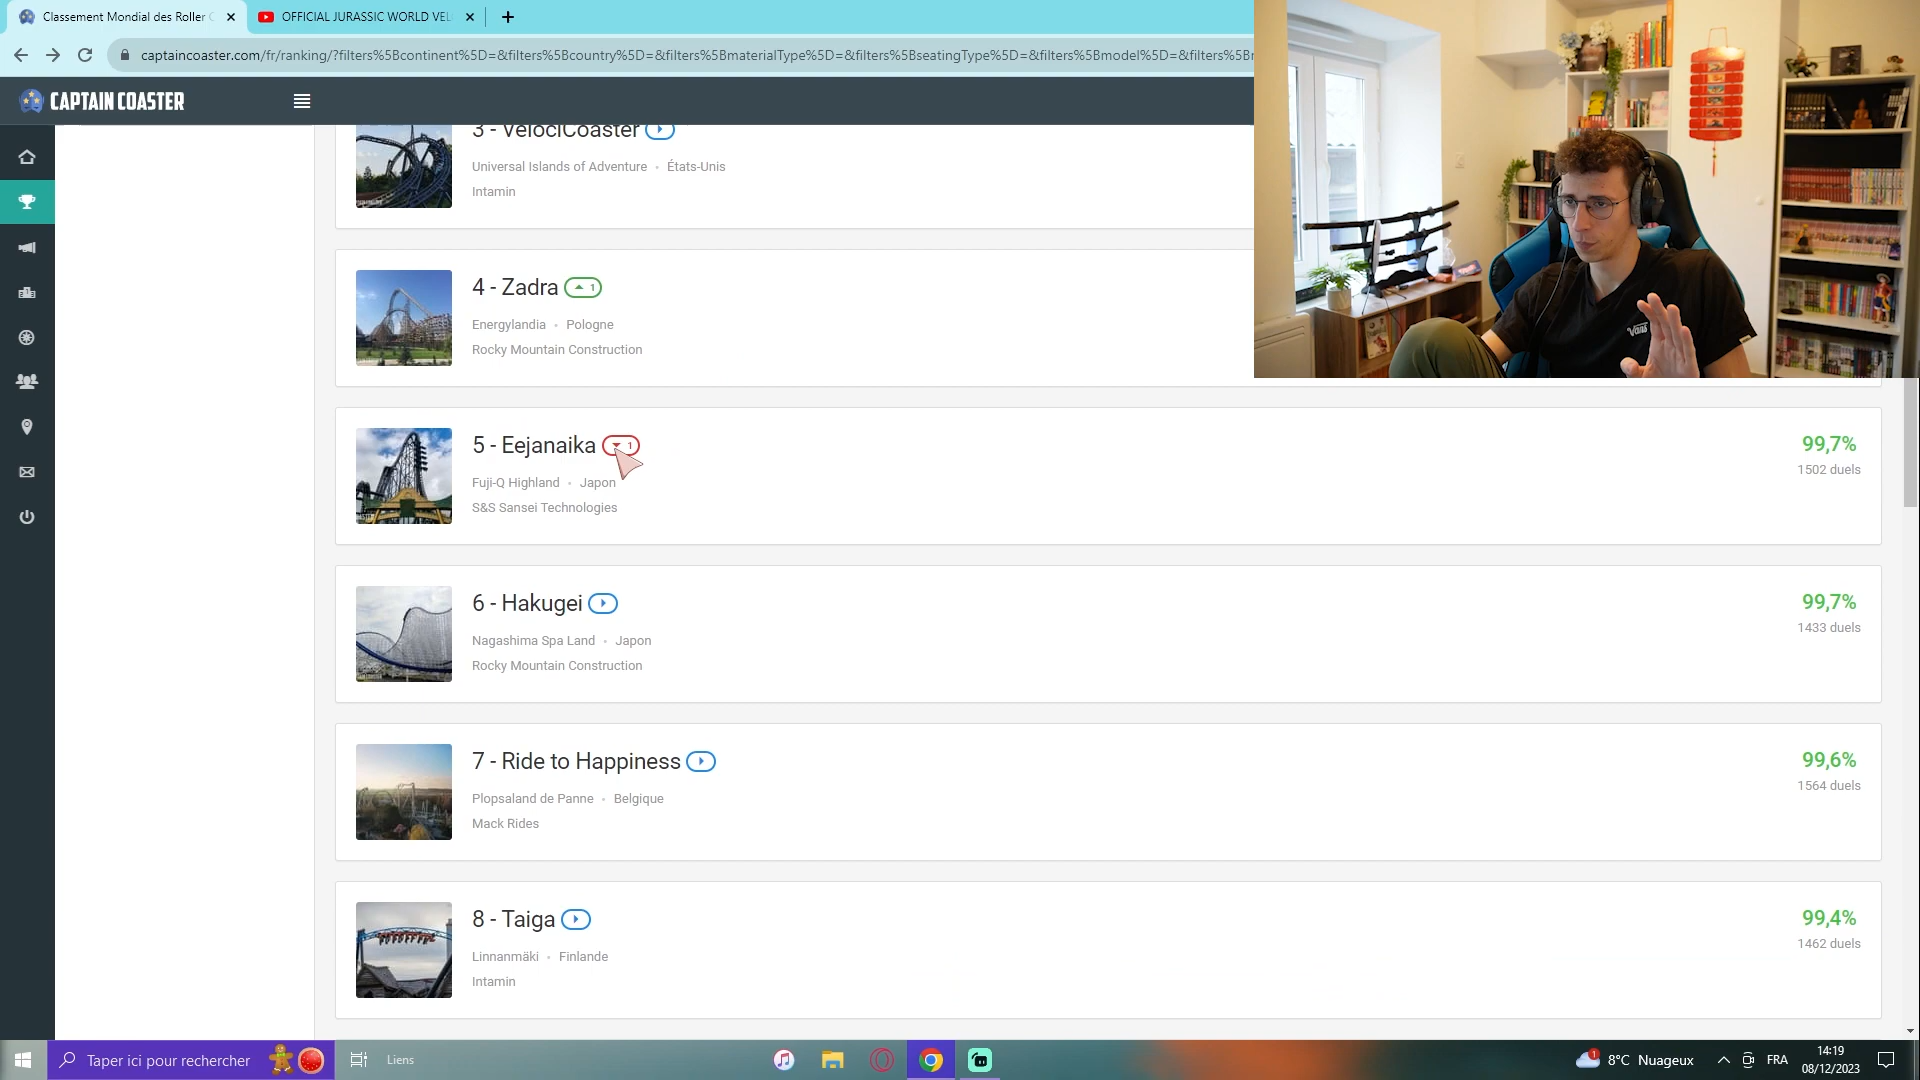 Classement Mondial des Roller C
OFFICIAL JURASSIC WORLD VEL
captaincoaster.com/fr/ranking/?filters%5Bcontinent%5D=&filters%5Bcountry%5D=&filters%5BmaterialType%5D=&filters%5BseatingType%5D=&filters%5Bmodel%5D=&filters%5Br
CAPTAIN COASTER
3 - VelociCoaster
Universal Islands of Adventure • États-Unis
Intamin
4 - Zadra 1
Energylandia • Pologne
Rocky Mountain Construction
5 - Eejanaika 1
99,7%
Fuji-Q Highland • Japon
1502 duels
S&S Sansei Technologies
6 - Hakugei
99,7%
Nagashima Spa Land • Japon
1433 duels
Rocky Mountain Construction
7 - Ride to Happiness
99,6%
Plopsaland de Panne • Belgique
1564 duels
Mack Rides
8 - Taiga
99,4%
Linnanmäki • Finlande
1462 duels
Intamin
Vans
Taper ici pour rechercher
Liens
1
8°C Nuageux
FRA
14:19
08/12/2023